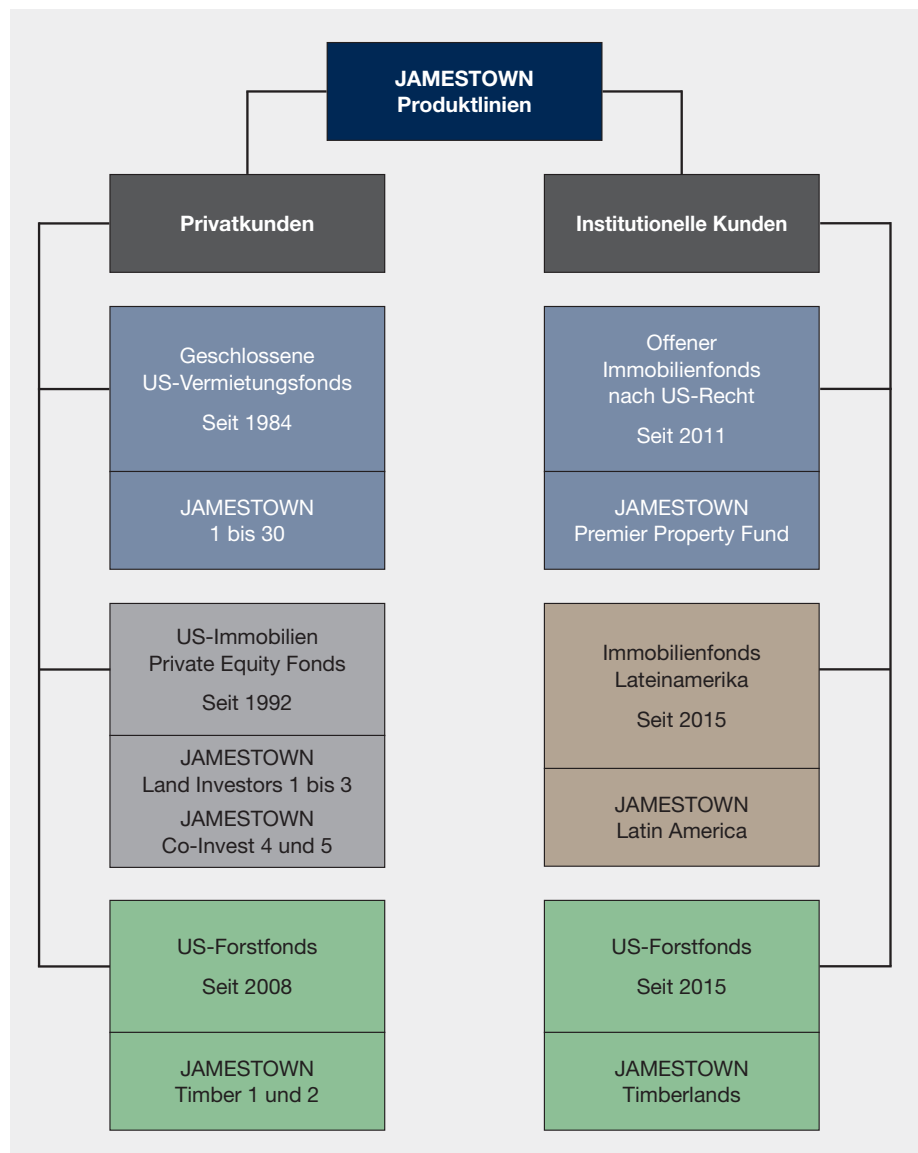 JAMESTOWN
Produktlinien
Privatkunden
Geschlossene
US-Vermietungsfonds
Seit 1984
JAMESTOWN
1 bis 30
US-Immobilien
Private Equity Fonds
Seit 1992
JAMESTOWN
Land Investors 1 bis 3
JAMESTOWN
Co-Invest 4 und 5
US-Forstfonds
Seit 2008
JAMESTOWN
Timber 1 und 2
Institutionelle Kunden
Offener
Immobilienfonds
nach US-Recht
Seit 2011
JAMESTOWN
Premier Property Fund
Immobilienfonds
Lateinamerika
Seit 2015
JAMESTOWN
Latin America
US-Forstfonds
Seit 2015
JAMESTOWN
Timberlands